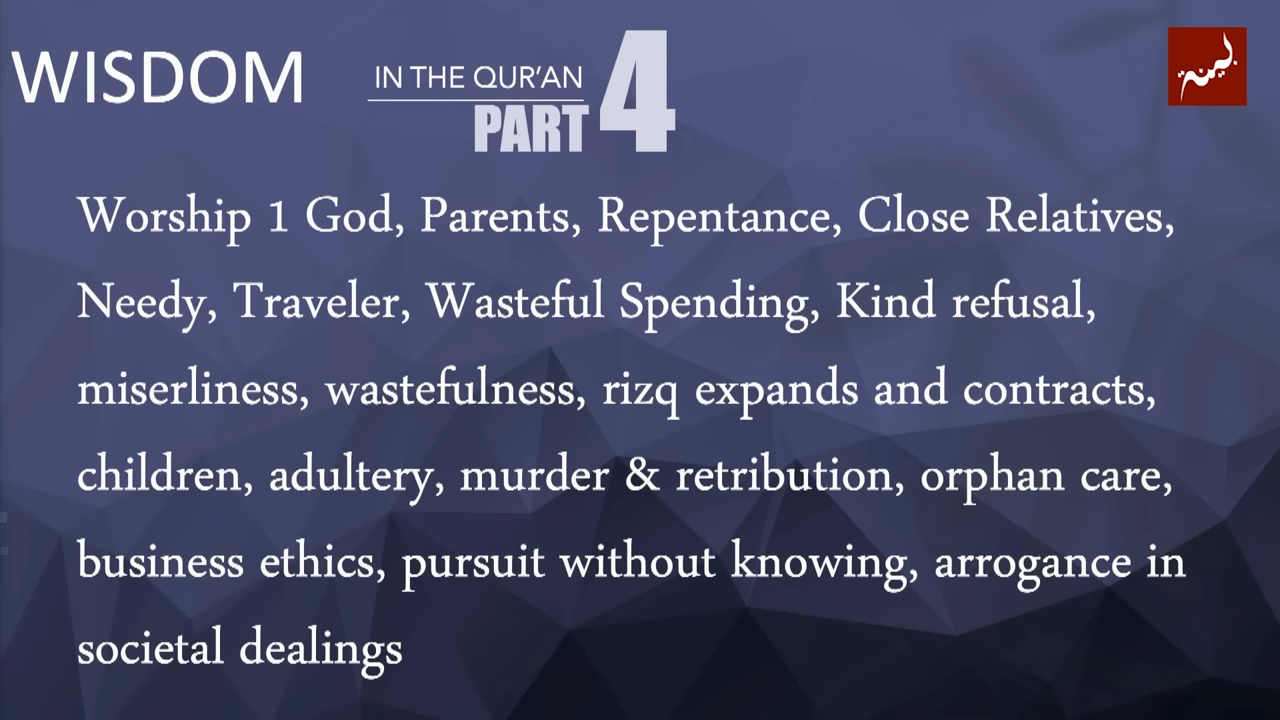 WISDOM
IN THE QUR'AN
PART 4
بينة
Worship 1 God, Parents, Repentance, Close Relatives,
Needy, Traveler, Wasteful Spending, Kind refusal,
miserliness, wastefulness, rizq expands and contracts,
children, adultery, murder & retribution, orphan care,
business ethics, pursuit without knowing, arrogance in
societal dealings